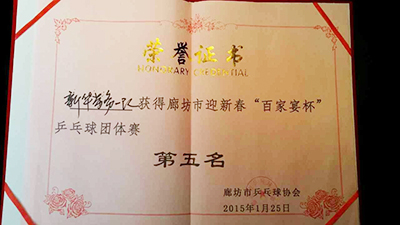 荣誉证书
HONORARY CREDENTIAL
获得廊坊市迎新春“百家宴杯”
乒乓球团体赛
第五名
廊坊市乒乓球协会
2015年1月25日